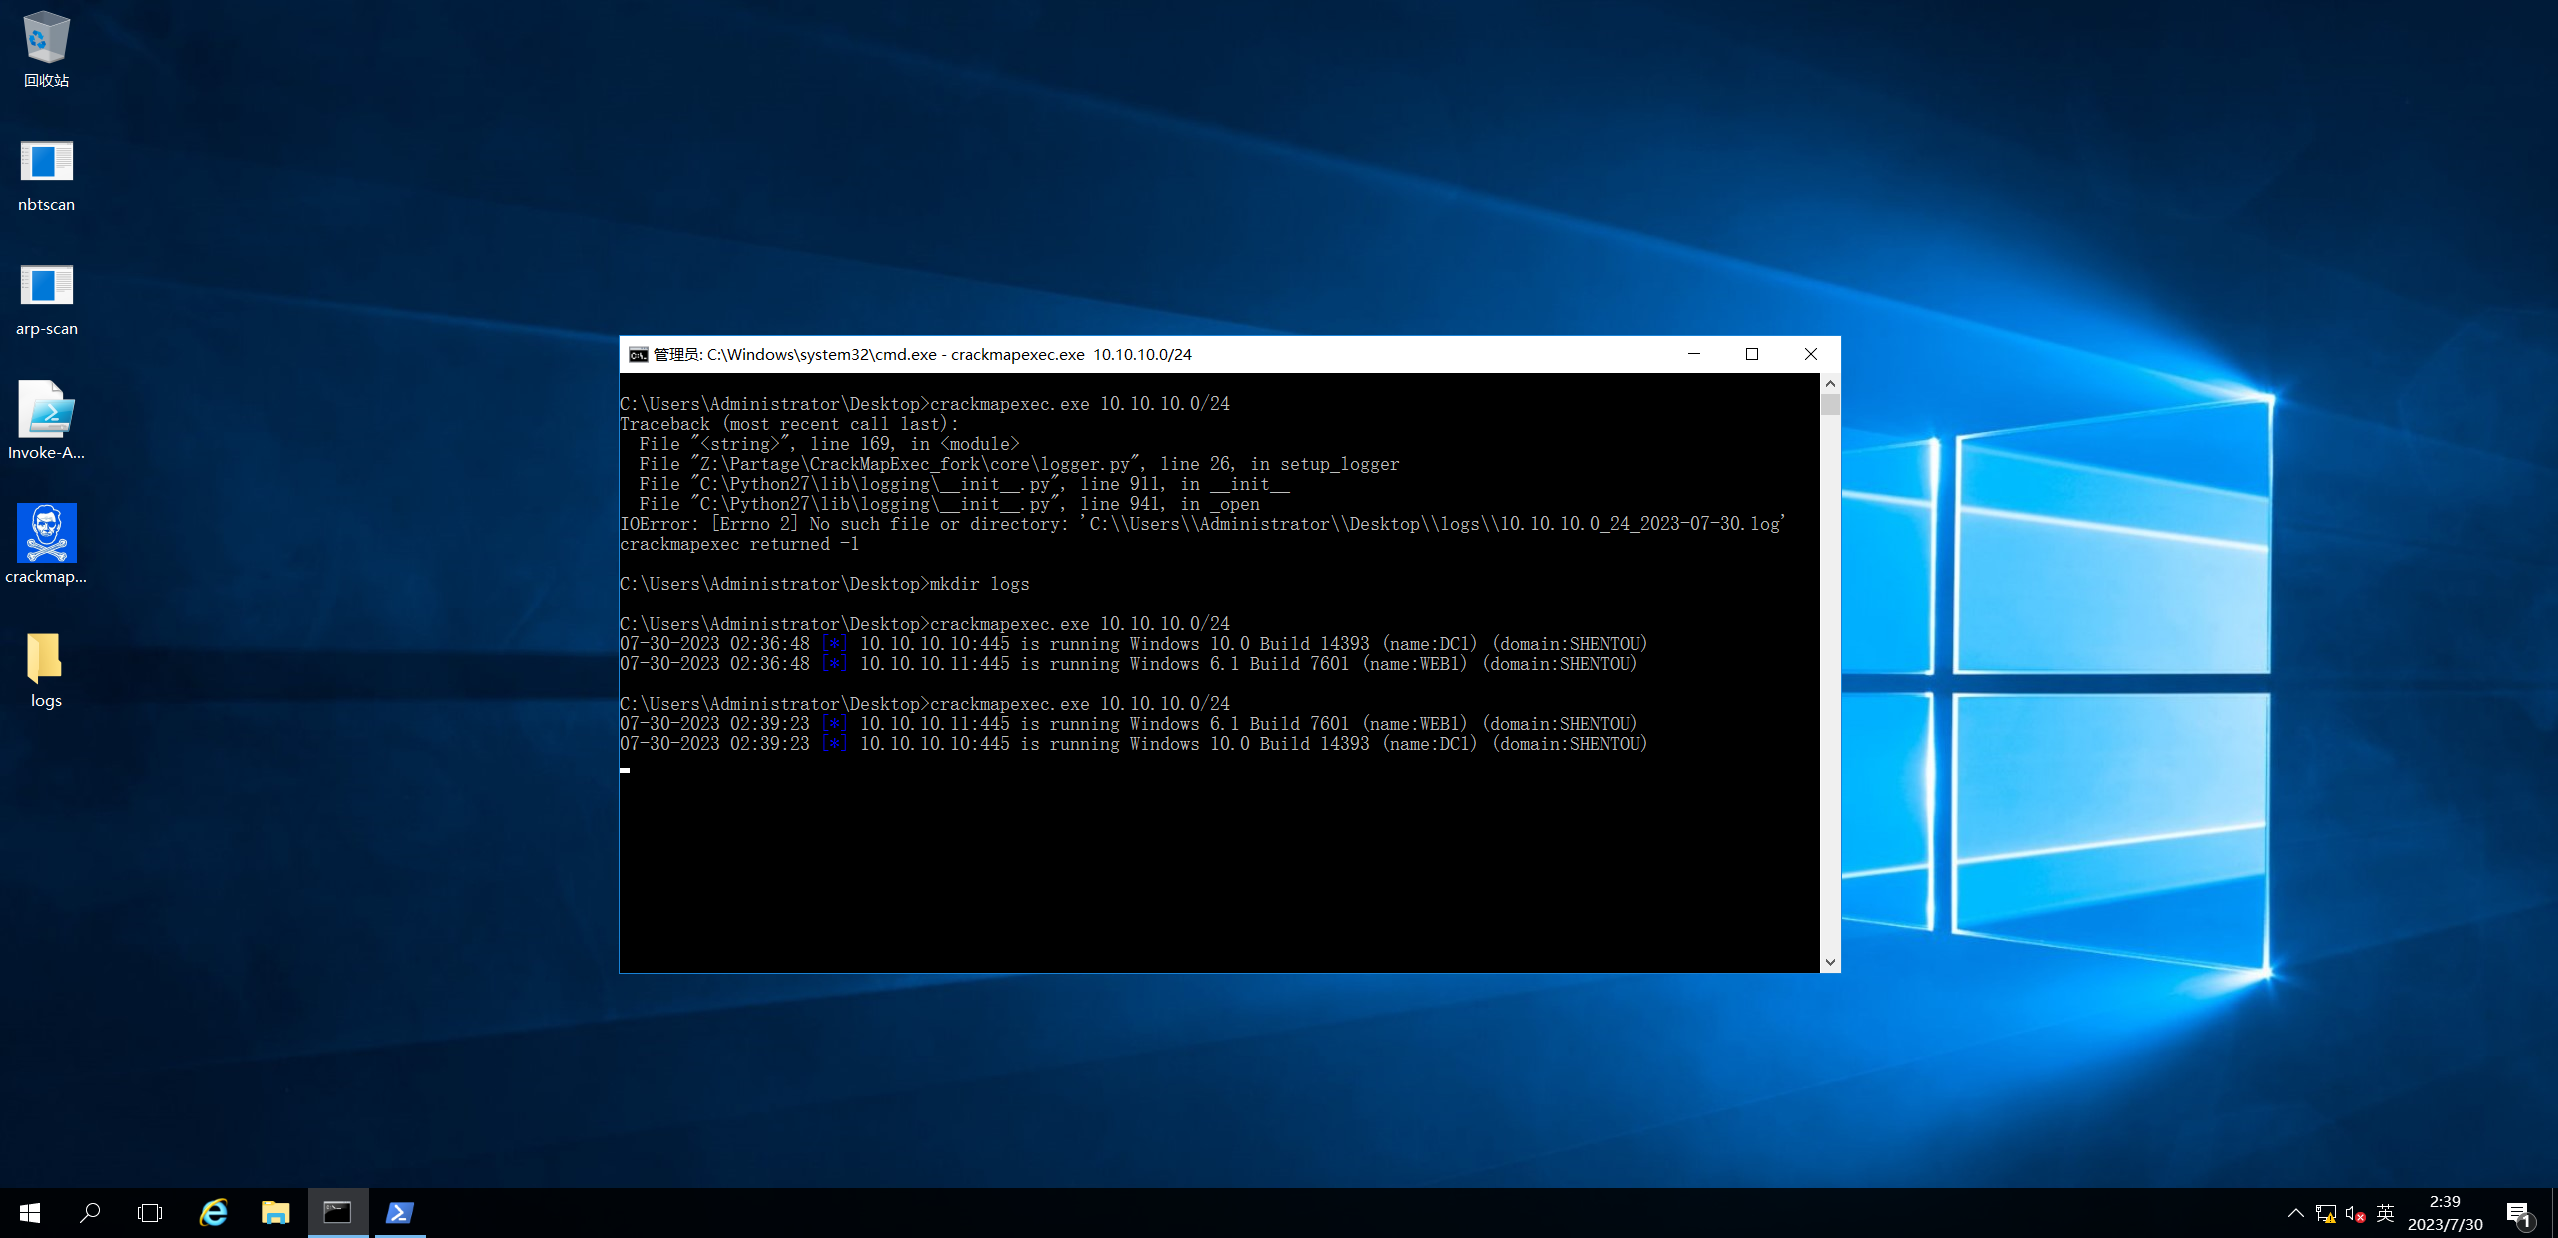 回收站
nbtscan
arp-scan
Invoke-A...
crackmap...
logs
管理员: C:\Windows\system32\cmd.exe - crackmapexec.exe  10.10.10.0/24
C:\Users\Administrator\Desktop>crackmapexec.exe 10.10.10.0/24
Traceback (most recent call last):
  File "<string>", line 169, in <module>
  File "Z:\Partage\CrackMapExec_fork\core\logger.py", line 26, in setup_logger
  File "C:\Python27\lib\logging\__init__.py", line 911, in __init__
  File "C:\Python27\lib\logging\__init__.py", line 941, in _open
IOError: [Errno 2] No such file or directory: 'C:\\Users\\Administrator\\Desktop\\logs\\10.10.10.0_24_2023-07-30.log'
crackmapexec returned -1
C:\Users\Administrator\Desktop>mkdir logs
C:\Users\Administrator\Desktop>crackmapexec.exe 10.10.10.0/24
07-30-2023 02:36:48 [*] 10.10.10.10:445 is running Windows 10.0 Build 14393 (name:DC1) (domain:SHENTOU)
07-30-2023 02:36:48 [*] 10.10.10.11:445 is running Windows 6.1 Build 7601 (name:WEB1) (domain:SHENTOU)
C:\Users\Administrator\Desktop>crackmapexec.exe 10.10.10.0/24
07-30-2023 02:39:23 [*] 10.10.10.11:445 is running Windows 6.1 Build 7601 (name:WEB1) (domain:SHENTOU)
07-30-2023 02:39:23 [*] 10.10.10.10:445 is running Windows 10.0 Build 14393 (name:DC1) (domain:SHENTOU)
英
2:39
2023/7/30
1